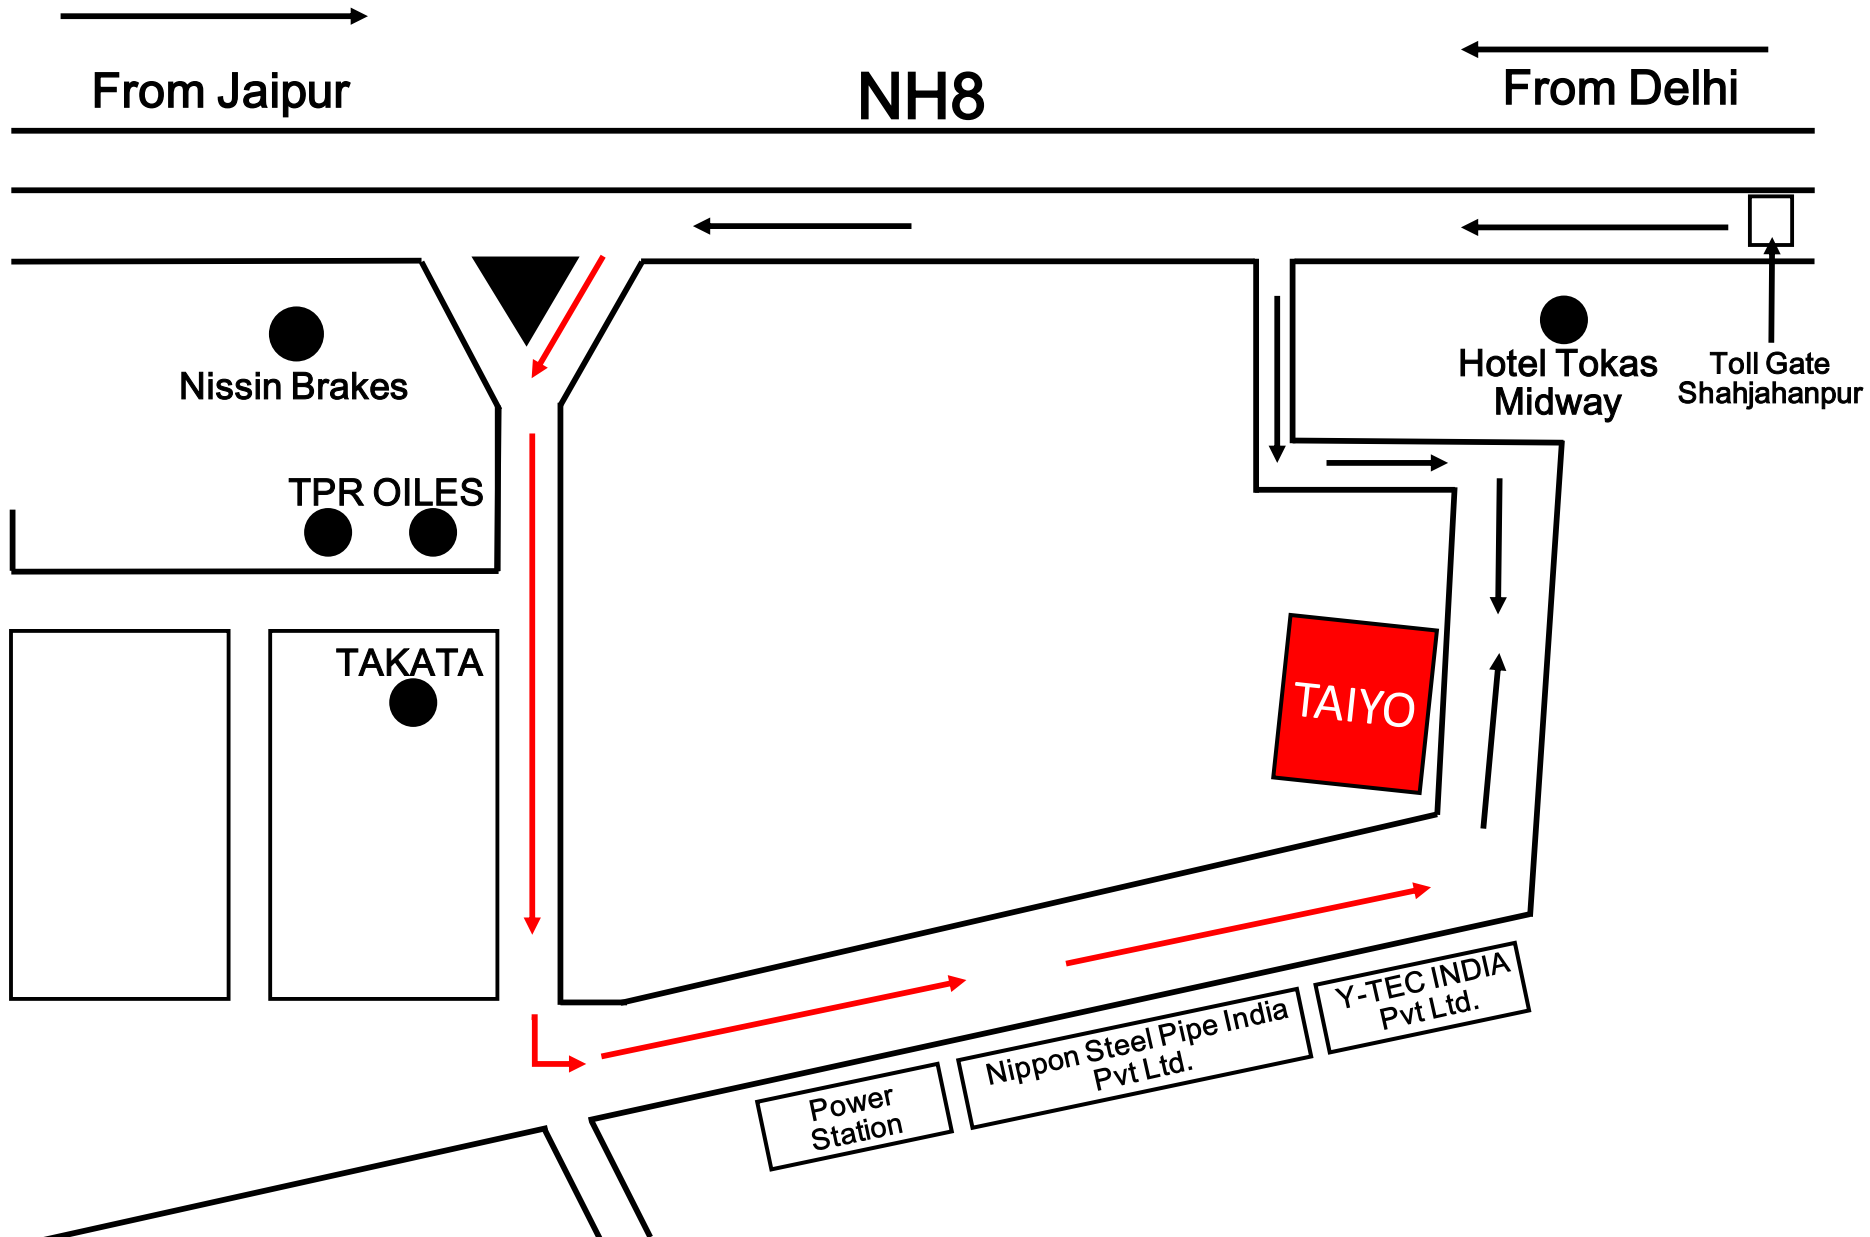 From Jaipur
NH8
From Delhi
Nissin Brakes
Hotel Tokas
Midway
Toll Gate
Shahjahanpur
TPR OILES
TAKATA
TAIYO
Y-TEC INDIA
Pvt Ltd.
Nippon Steel Pipe India
Pvt Ltd.
Power
Station